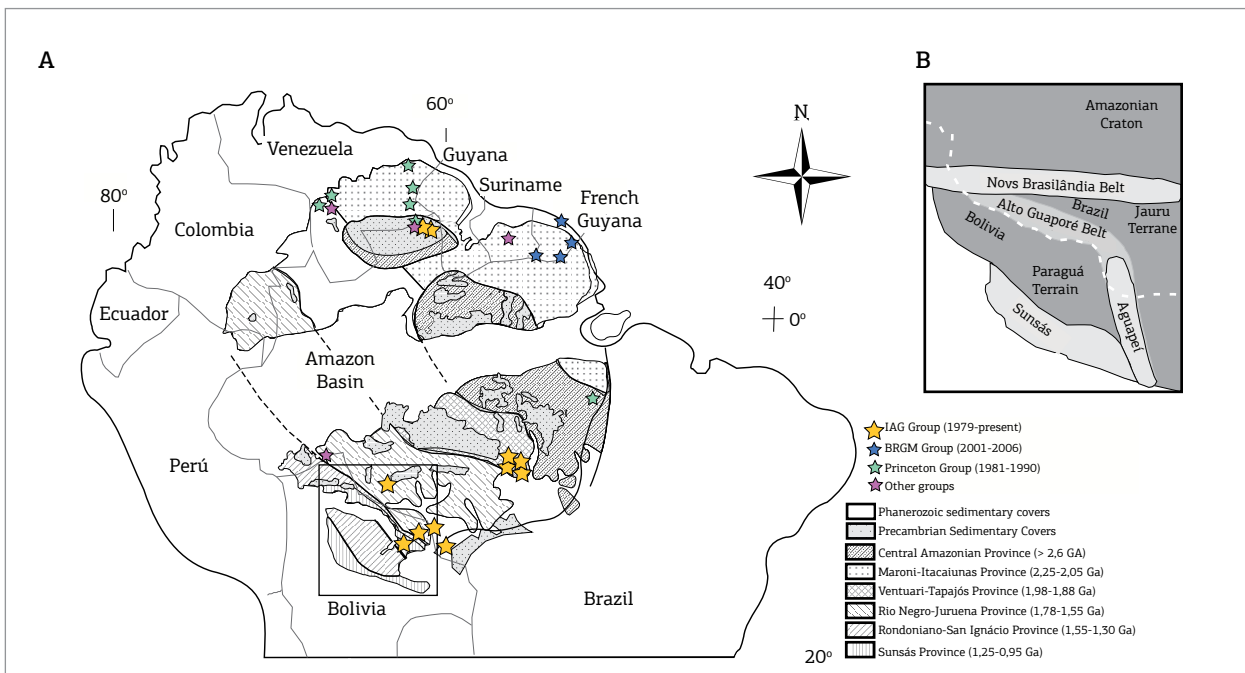 A
B
60º
N
Venezuela
Guyana
Suriname
French
Guyana
80º
Colombia
Ecuador
40º
0º
Amazon
Basin
Perú
Bolivia
Brazil
20º
Amazonian
Craton
Novs Brasilândia Belt
Brazil
Jauru
Terrane
Alto Guaporé Belt
Bolivia
Paraguá
Terrain
Sunsás
Aguapeí
IAG Group (1979-present)
BRGM Group (2001-2006)
Princeton Group (1981-1990)
Other groups
Phanerozoic sedimentary covers
Precambrian Sedimentary Covers
Central Amazonian Province (> 2,6 GA)
Maroni-Itacaiunas Province (2,25-2,05 Ga)
Ventuari-Tapajós Province (1,98-1,88 Ga)
Rio Negro-Juruena Province (1,78-1,55 Ga)
Rondoniano-San Ignácio Province (1,55-1,30 Ga)
Sunsás Province (1,25-0,95 Ga)